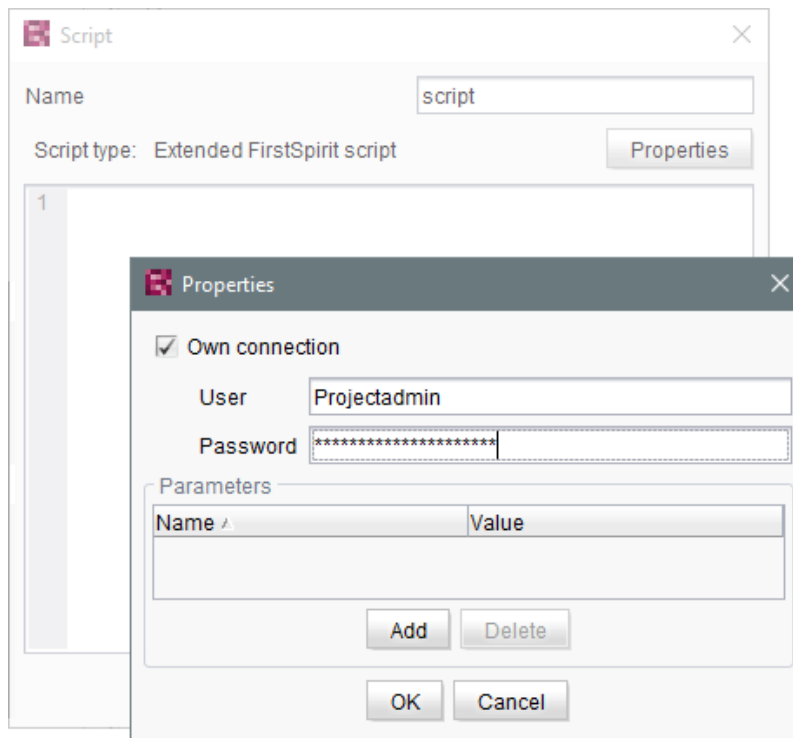 Script
Name script
Script type: Extended FirstSpirit script Properties
1
Properties
Own connection
User Projectadmin
Password *********************
Parameters
Name Value
Add Delete
OK Cancel